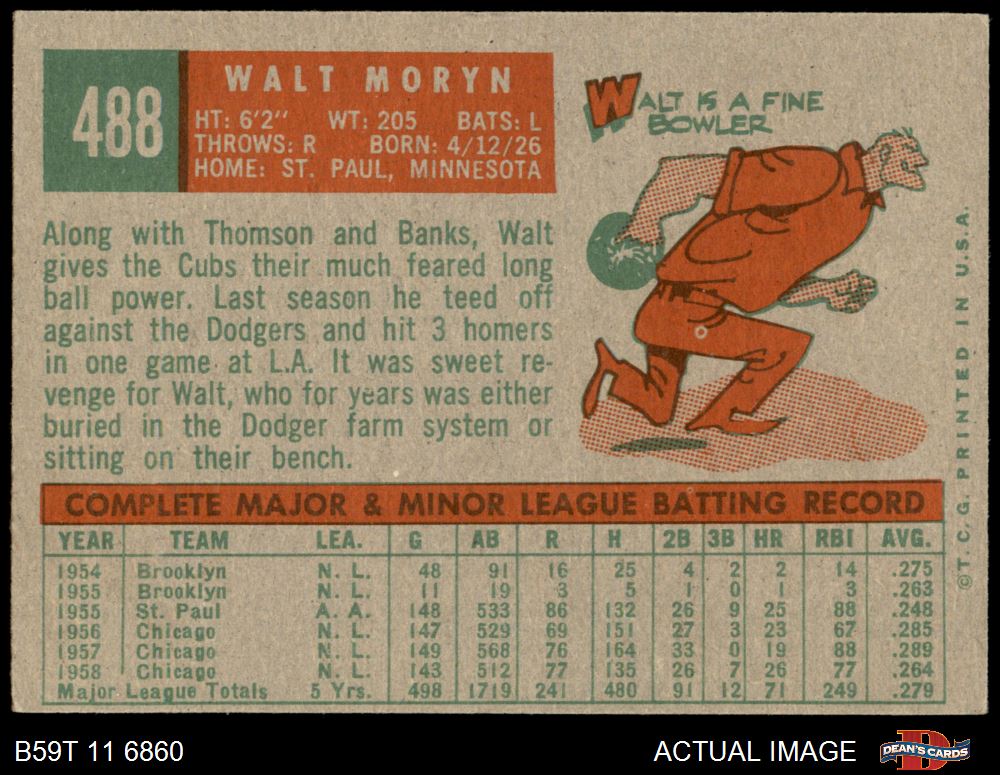 488
WALT MORYN
HT: 6'2" WT: 205 BATS: L
THROWS: R BORN: 4/12/26
HOME: ST. PAUL, MINNESOTA
WALT IS A FINE
BOWLER
Along with Thomson and Banks, Walt
gives the Cubs their much feared long
ball power. Last season he teed off
against the Dodgers and hit 3 homers
in one game at L.A. It was sweet re-
venge for Walt, who for years was either
buried in the Dodger farm system or
sitting on their bench.
COMPLETE MAJOR & MINOR LEAGUE BATTING RECORD
YEAR TEAM LEA. G AB R H 2B 3B HR RBI AVG.
1954 Brooklyn N. L. 48 91 16 25 4 2 2 14 .275
1955 Brooklyn N. L. 11 19 3 5 1 0 1 3 .263
1955 St. Paul A. A. 148 533 86 132 26 9 25 88 .248
1956 Chicago N. L. 147 529 69 151 27 3 23 67 .285
1957 Chicago N. L. 149 568 76 164 33 0 19 88 .289
1958 Chicago N. L. 143 512 77 135 26 7 26 77 .264
Major League Totals 5 Yrs. 498 1719 241 480 91 12 71 249 .279
©T.C.G. PRINTED IN U.S.A.
B59T 11 6860
ACTUAL IMAGE
D
DEAN'S CARDS